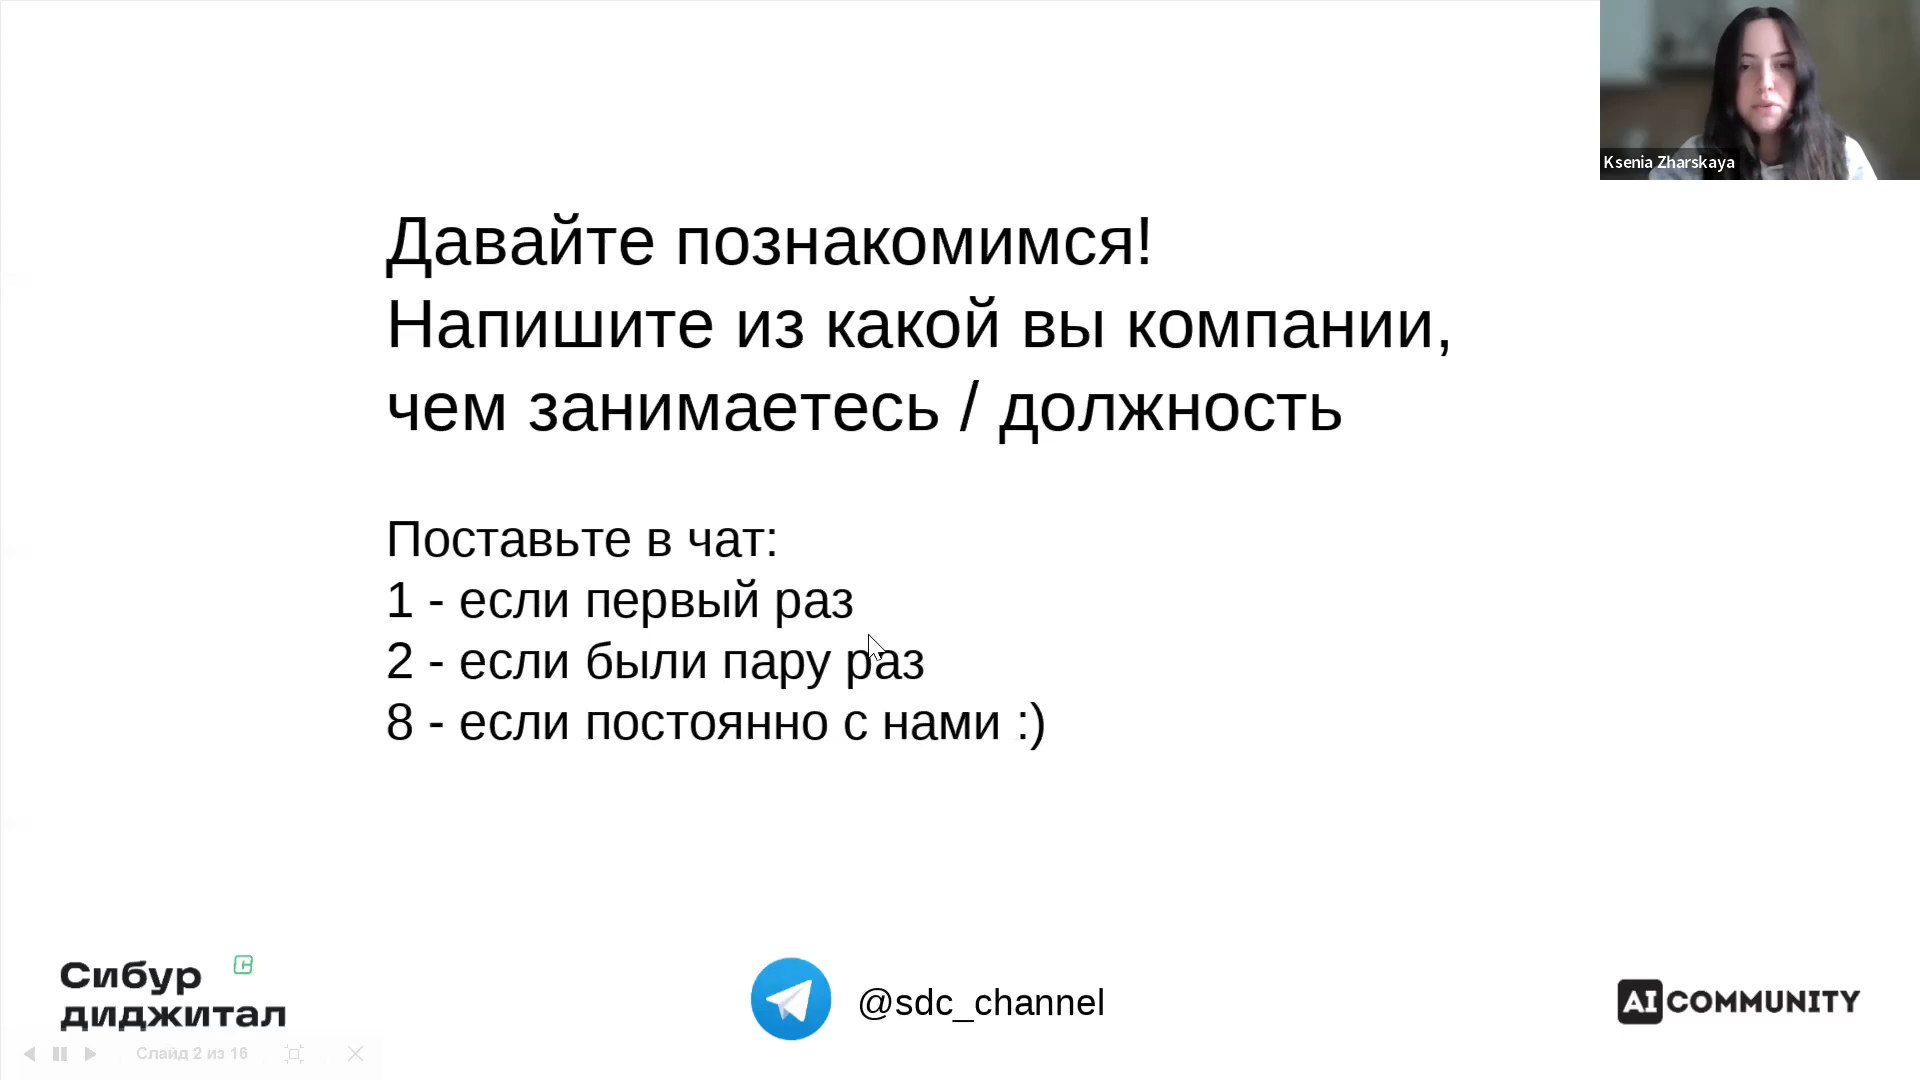 Ksenia Zharskaya
Давайте познакомимся!
Напишите из какой вы компании,
чем занимаетесь / должность
Поставьте в чат:
1 - если первый раз
2 - если были пару раз
8 - если постоянно с нами :)
Сибур
диджитал
@sdc_channel
AI COMMUNITY
Слайд 2 из 16